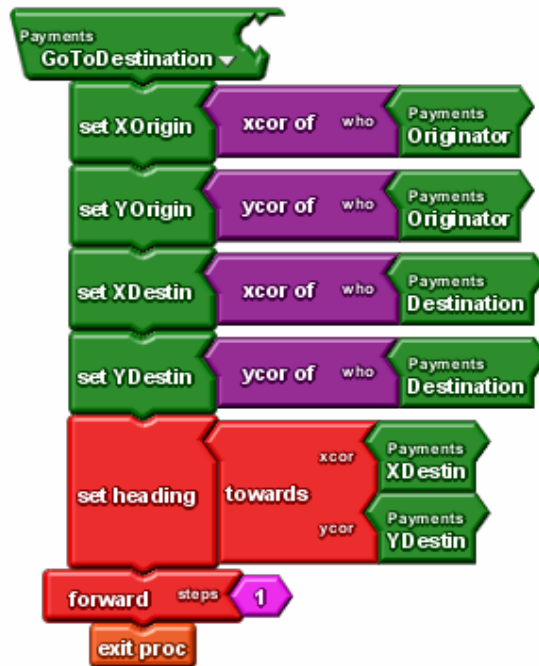 Payments
GoToDestination
set XOrigin xcor of who Payments Originator
set YOrigin ycor of who Payments Originator
set XDestin xcor of who Payments Destination
set YDestin ycor of who Payments Destination
set heading towards xcor Payments XDestin
ycor Payments YDestin
forward steps 1
exit proc